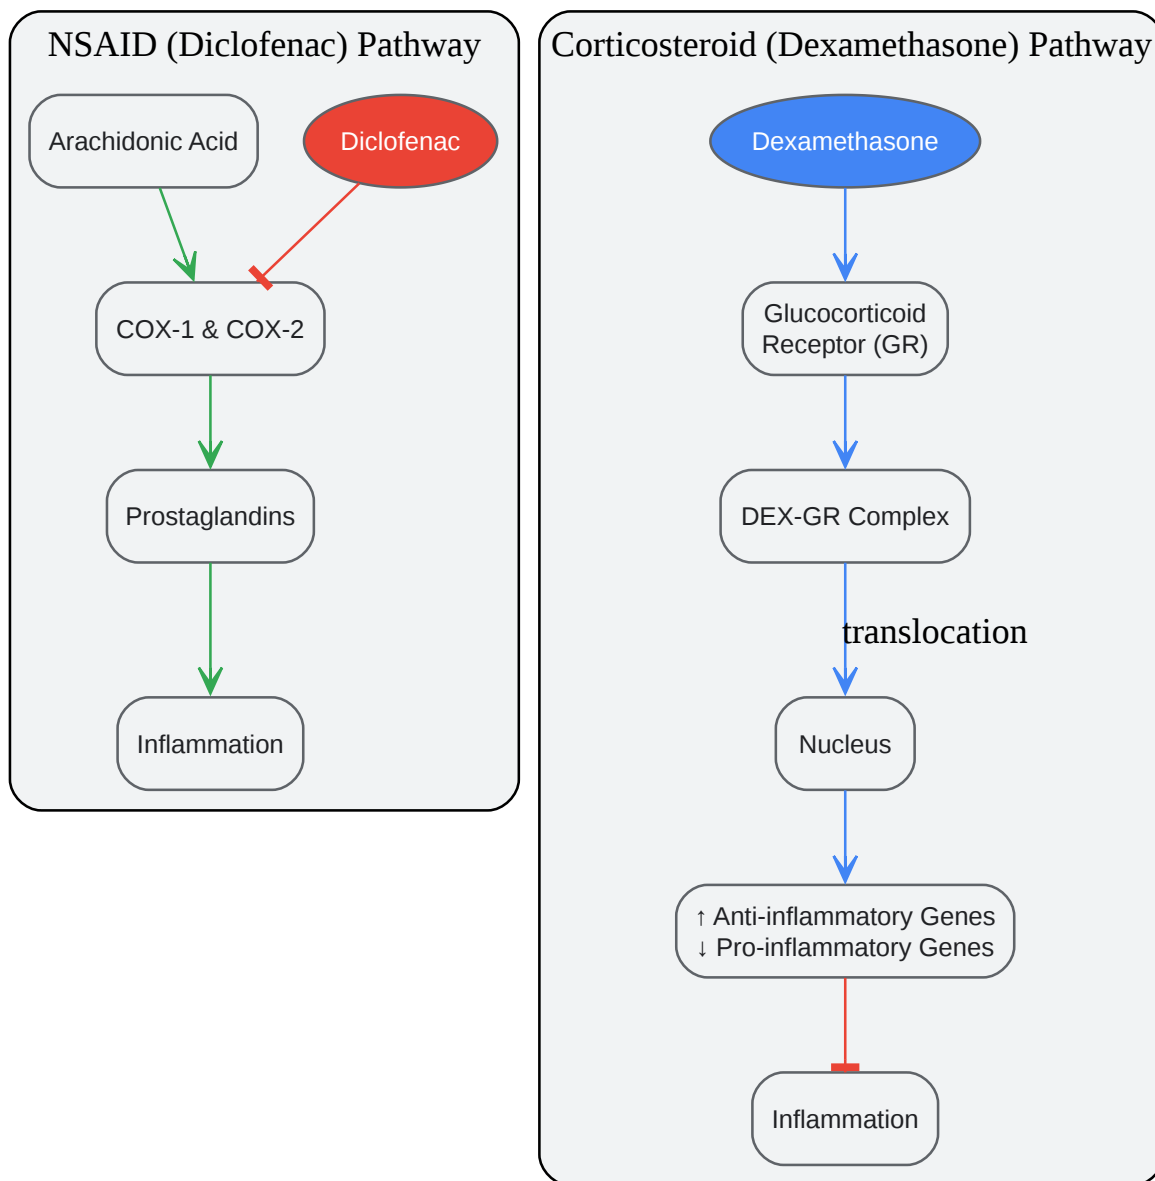 NSAID (Diclofenac) Pathway
Arachidonic Acid
Diclofenac
COX-1 & COX-2
Prostaglandins
Inflammation
Corticosteroid (Dexamethasone) Pathway
Dexamethasone
Glucocorticoid
Receptor (GR)
DEX-GR Complex
translocation
Nucleus
↑ Anti-inflammatory Genes
↓ Pro-inflammatory Genes
Inflammation